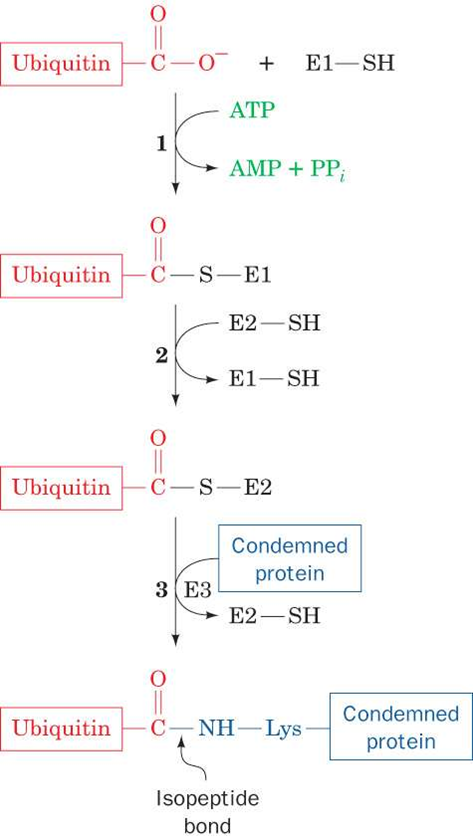 O
Ubiquitin—C—O⁻ + E1—SH
ATP
1
AMP + PPi
O
Ubiquitin—C—S—E1
E2—SH
2
E1—SH
O
Ubiquitin—C—S—E2
Condemned
protein
3 E3
E2—SH
O
Ubiquitin—C—NH—Lys—Condemned
protein
Isopeptide
bond